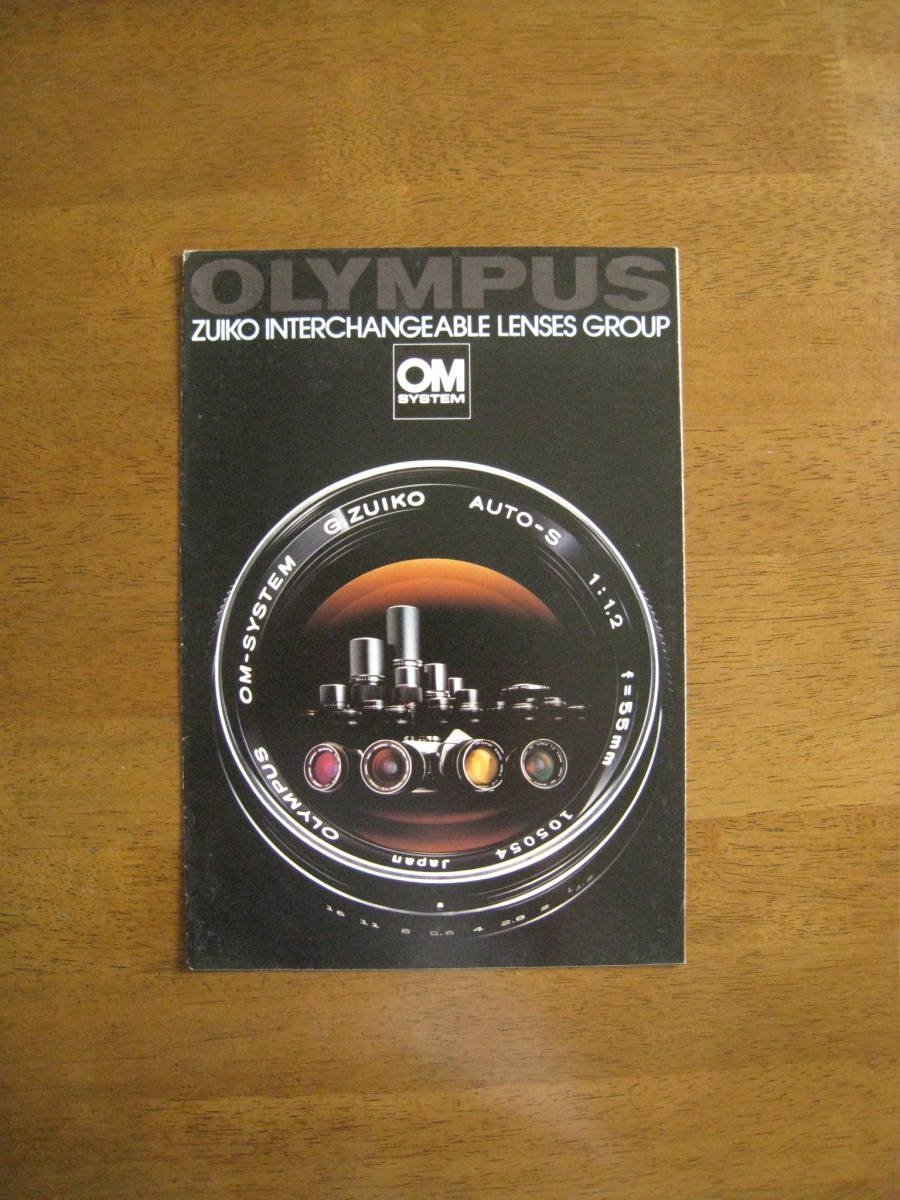 OLYMPUS
ZUIKO INTERCHANGEABLE LENSES GROUP
OM
SYSTEM
OLYMPUS OM-SYSTEM G.ZUIKO AUTO-S 1:1.2 f=55mm 105054 Japan
16 11 8 5.6 4 2.8 2